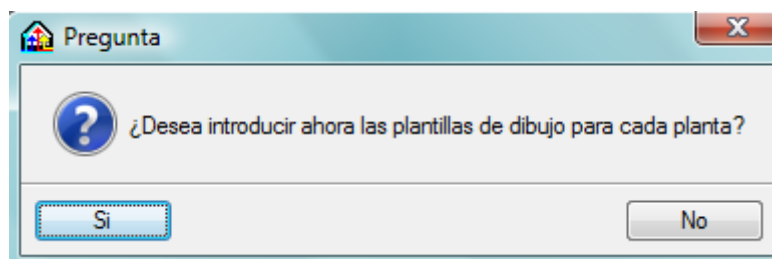 Pregunta
¿Desea introducir ahora las plantillas de dibujo para cada planta?
Si
No